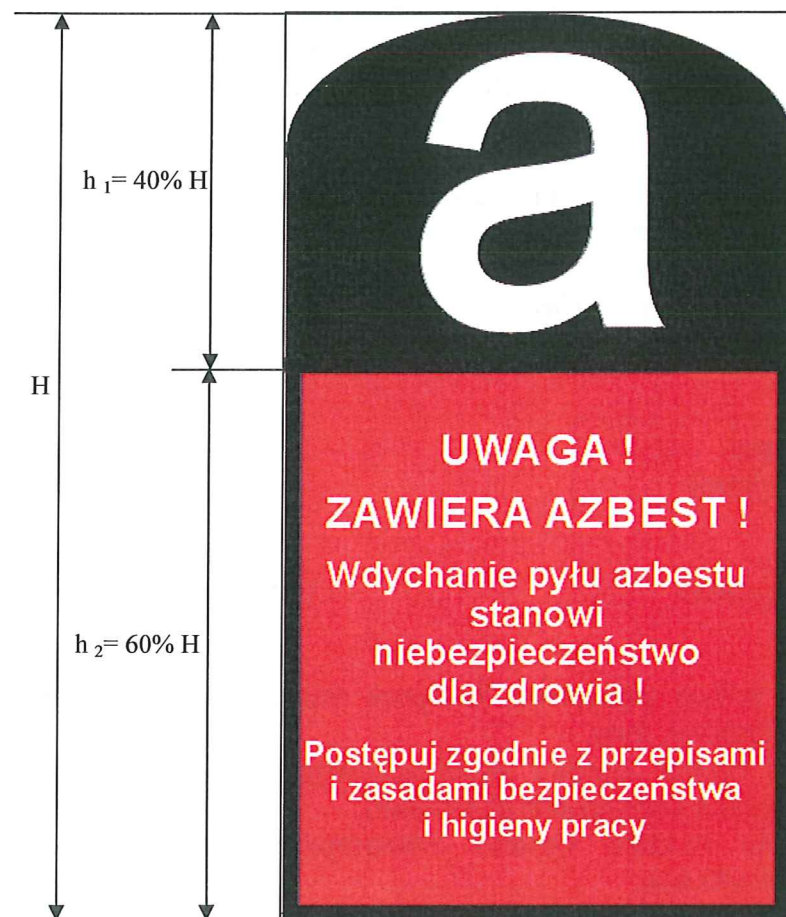 a
h 1= 40% H
H
UWAGA !
ZAWIERA AZBEST !
Wdychanie pyłu azbestu
stanowi
niebezpieczeństwo
dla zdrowia !
h 2= 60% H
Postępuj zgodnie z przepisami
i zasadami bezpieczeństwa
i higieny pracy